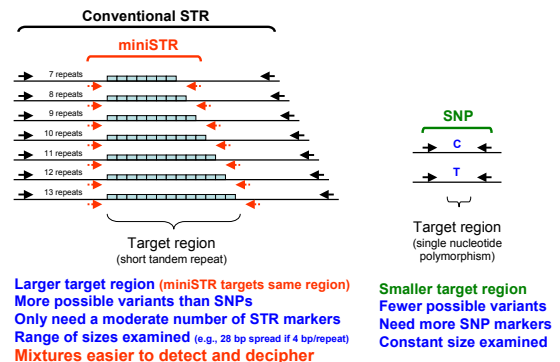 Conventional STR
miniSTR
7 repeats
8 repeats
9 repeats
10 repeats
11 repeats
12 repeats
13 repeats
Target region
(short tandem repeat)
Larger target region (miniSTR targets same region)
More possible variants than SNPs
Only need a moderate number of STR markers
Range of sizes examined (e.g., 28 bp spread if 4 bp/repeat)
Mixtures easier to detect and decipher
SNP
C
T
Target region
(single nucleotide
polymorphism)
Smaller target region
Fewer possible variants
Need more SNP markers
Constant size examined